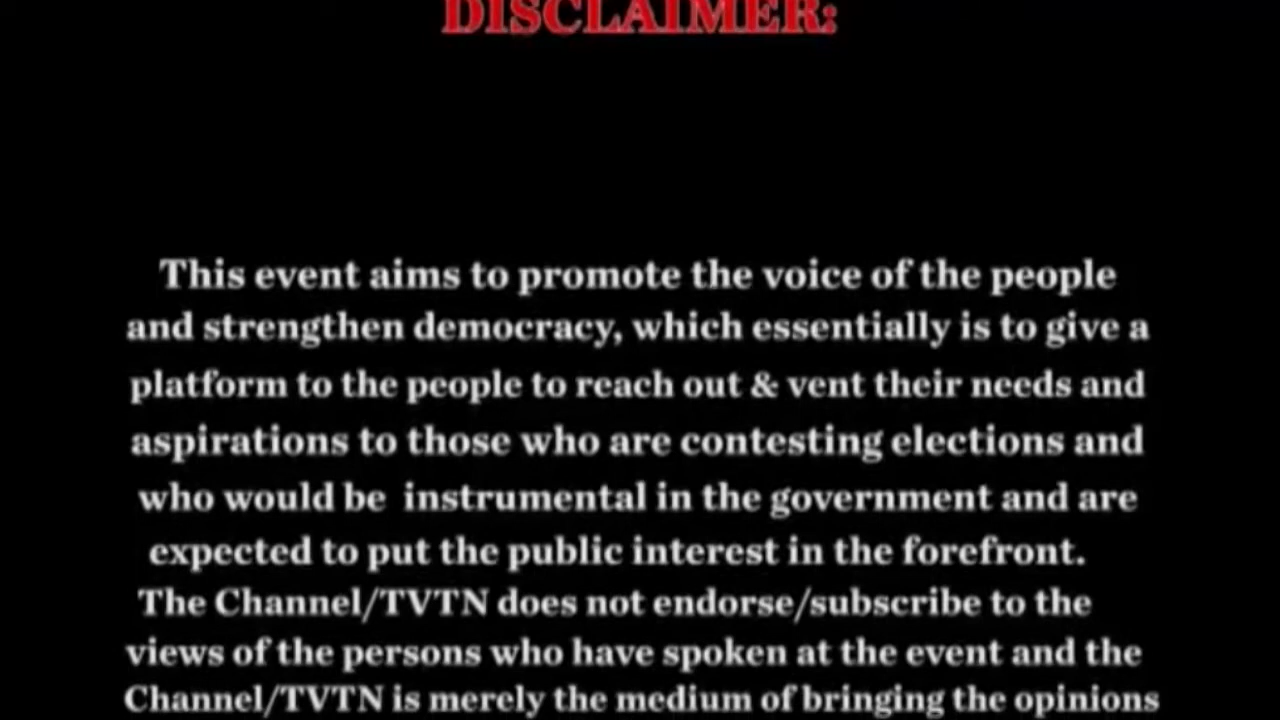 DISCLAIMER:
This event aims to promote the voice of the people
and strengthen democracy, which essentially is to give a
platform to the people to reach out & vent their needs and
aspirations to those who are contesting elections and
who would be instrumental in the government and are
expected to put the public interest in the forefront.
The Channel/TVTN does not endorse/subscribe to the
views of the persons who have spoken at the event and the
Channel/TVTN is merely the medium of bringing the opinions